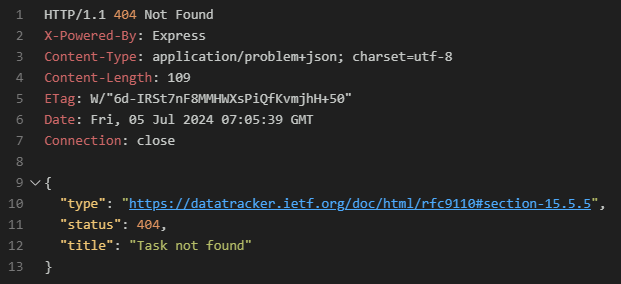 1 HTTP/1.1 404 Not Found
2 X-Powered-By: Express
3 Content-Type: application/problem+json; charset=utf-8
4 Content-Length: 109
5 ETag: W/"6d-IRSt7nF8MMHWXsPiQfKvmjhH+50"
6 Date: Fri, 05 Jul 2024 07:05:39 GMT
7 Connection: close
8
9 {
10 "type": "https://datatracker.ietf.org/doc/html/rfc9110#section-15.5.5",
11 "status": 404,
12 "title": "Task not found"
13 }